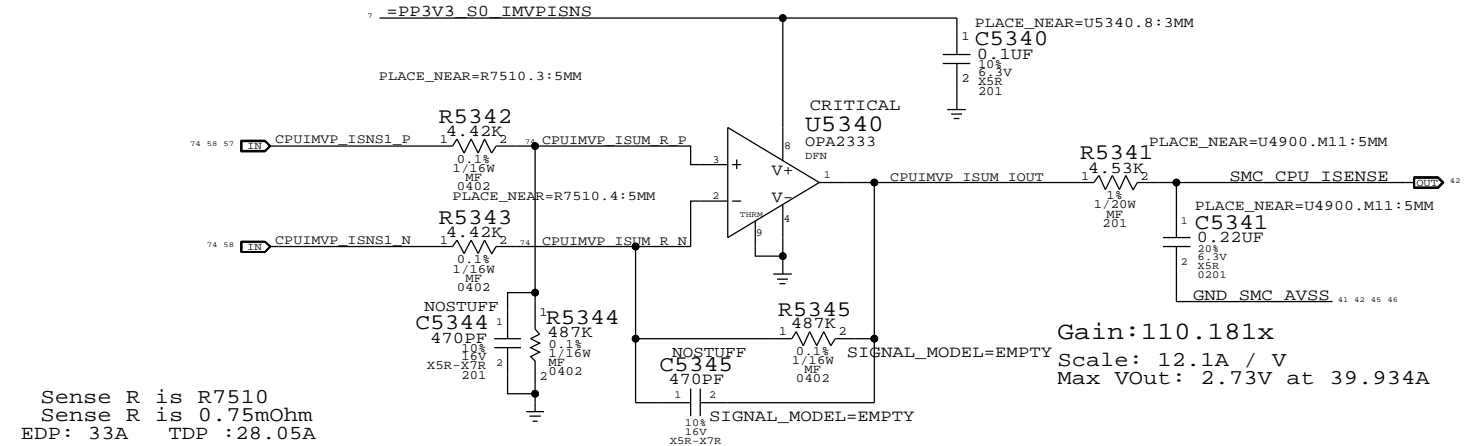 7 =PP3V3_S0_IMVPISNS
PLACE_NEAR=U5340.8:3MM
1 C5340
0.1UF
10%
6.3V
2 X5R
201
PLACE_NEAR=R7510.3:5MM
CRITICAL
U5340
OPA2333
DFN
8
3 +
V+
1
2 −
V-
THRM
4
9
R5342
4.42K
74 58 57 IN CPUIMVP_ISNS1_P 1 2 74 CPUIMVP_ISUM_R_P
0.1%
1/16W
MF
0402
PLACE_NEAR=R7510.4:5MM
R5343
4.42K
74 58 IN CPUIMVP_ISNS1_N 1 2 74 CPUIMVP_ISUM_R_N
0.1%
1/16W
MF
0402
CPUIMVP_ISUM_IOUT
PLACE_NEAR=U4900.M11:5MM
R5341
4.53K
1 2
1%
1/20W
MF
201
SMC_CPU_ISENSE OUT 42
PLACE_NEAR=U4900.M11:5MM
1 C5341
0.22UF
20%
6.3V
2 X5R
0201
GND_SMC_AVSS 41 42 45 46
NOSTUFF
C5344 1
470PF
10%
16V
X5R-X7R 2
201
1 R5344
487K
0.1%
1/16W
MF
2 0402
R5345
487K
1 2
0.1%
1/16W
MF
0402
SIGNAL_MODEL=EMPTY
NOSTUFF
C5345
470PF
1 2
10%
16V
X5R-X7R
SIGNAL_MODEL=EMPTY
Gain:110.181x
Scale: 12.1A / V
Max VOut: 2.73V at 39.934A
Sense R is R7510
Sense R is 0.75mOhm
EDP: 33A TDP :28.05A